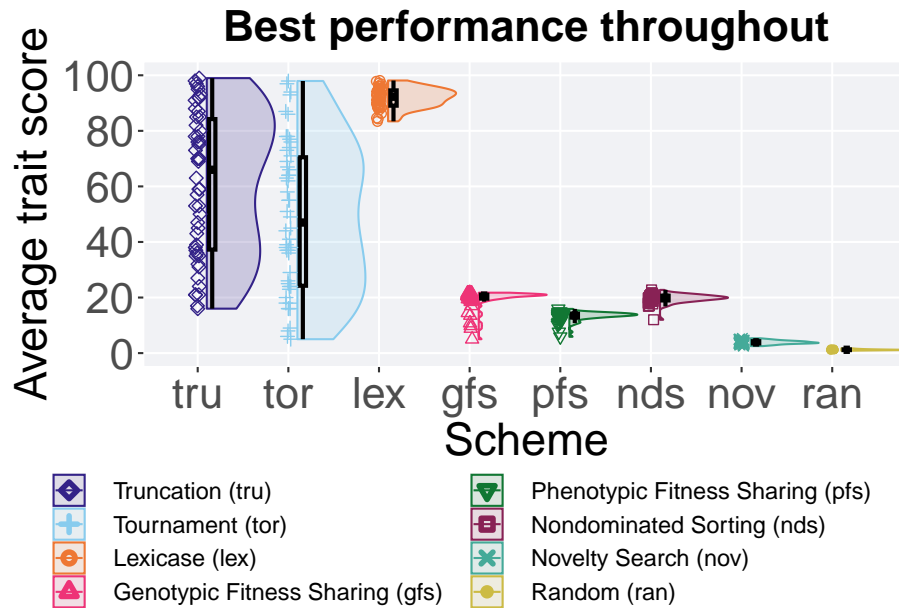 Best performance throughout
Average trait score
100
80
60
40
20
0
tru tor lex gfs pfs nds nov ran
Scheme
Truncation (tru)
Tournament (tor)
Lexicase (lex)
Genotypic Fitness Sharing (gfs)
Phenotypic Fitness Sharing (pfs)
Nondominated Sorting (nds)
Novelty Search (nov)
Random (ran)